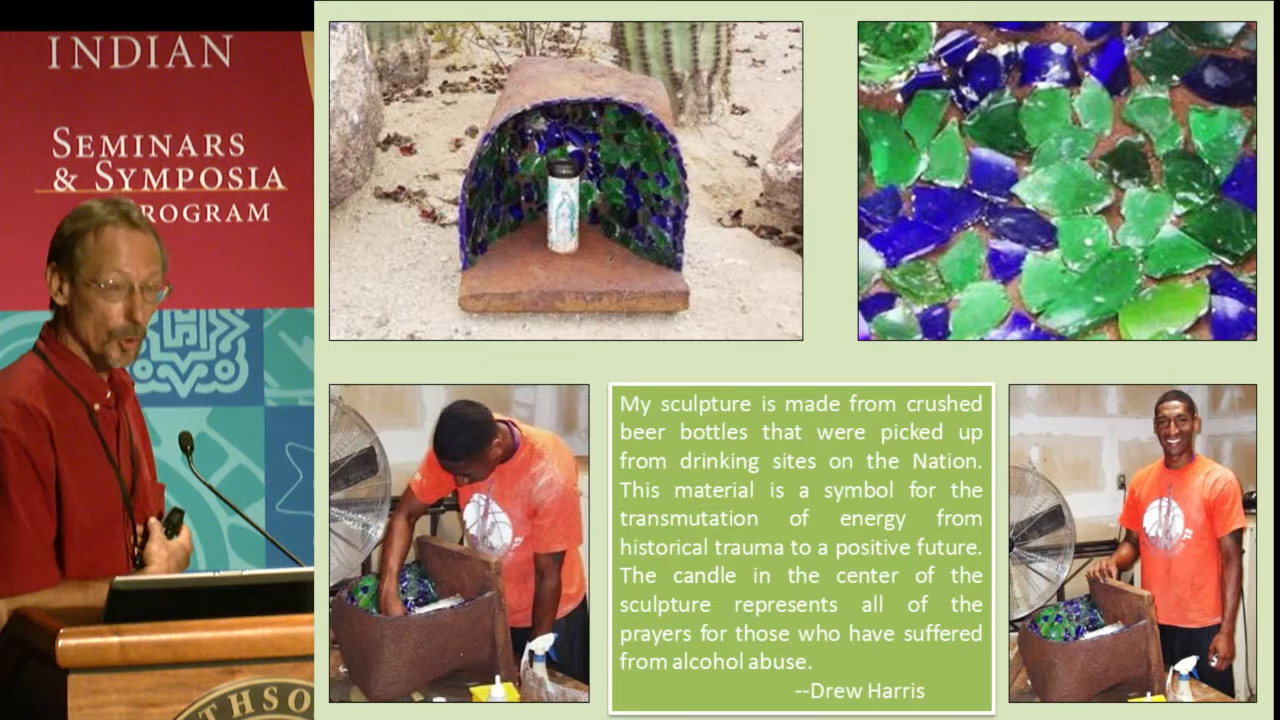 INDIAN
SEMINARS
& SYMPOSIA
PROGRAM
THSO
My sculpture is made from crushed
beer bottles that were picked up
from drinking sites on the Nation.
This material is a symbol for the
transmutation of energy from
historical trauma to a positive future.
The candle in the center of the
sculpture represents all of the
prayers for those who have suffered
from alcohol abuse.
--Drew Harris